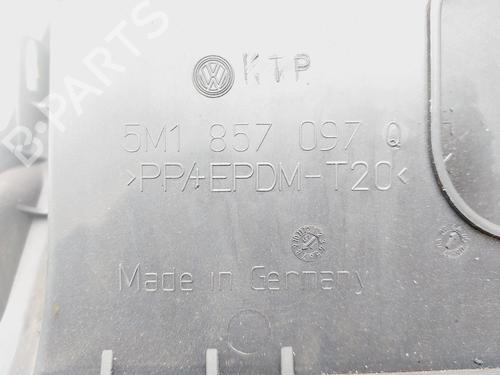 B-PARTS
KTP
5M1 857 097 Q
>PP+EPDM-T20<
Made in Germany